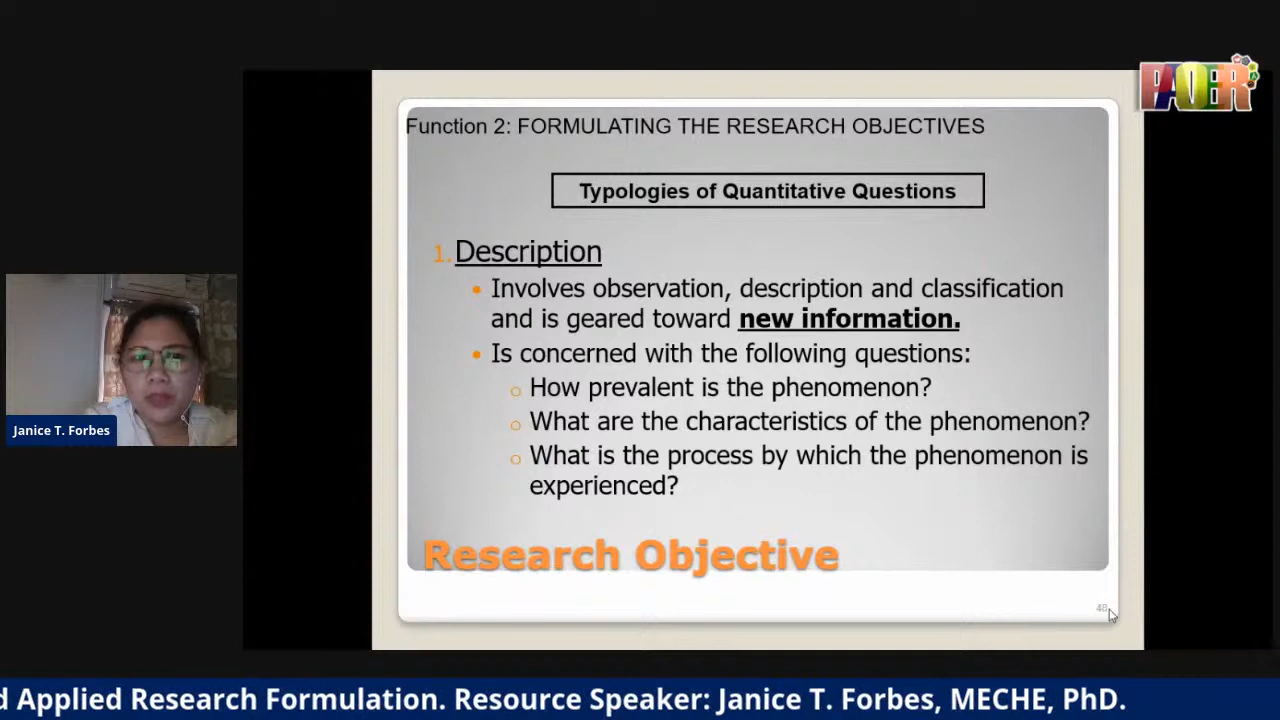 PAOER
Function 2: FORMULATING THE RESEARCH OBJECTIVES
Typologies of Quantitative Questions
1. Description
• Involves observation, description and classification
and is geared toward new information.
• Is concerned with the following questions:
o How prevalent is the phenomenon?
o What are the characteristics of the phenomenon?
o What is the process by which the phenomenon is
experienced?
Janice T. Forbes
Research Objective
48
d Applied Research Formulation. Resource Speaker: Janice T. Forbes, MECHE, PhD.